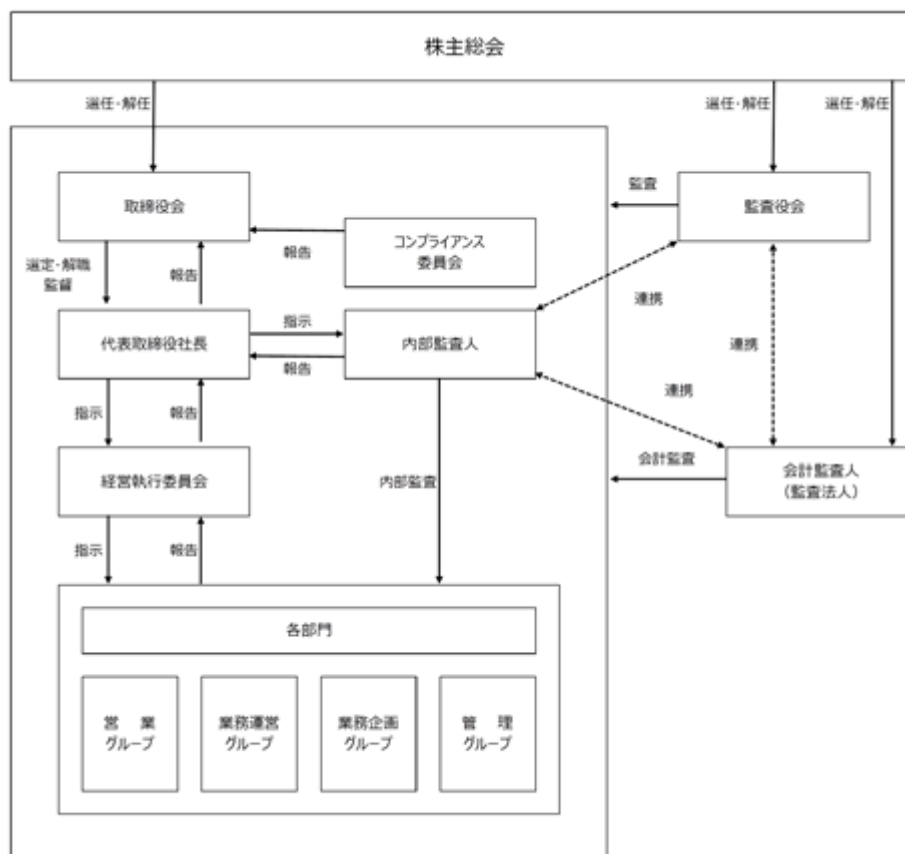 株主総会
選任・解任
選任・解任
選任・解任
取締役会
監査
監査役会
コンプライアンス
委員会
報告
選定・解職
監督
報告
連携
代表取締役社長
指示
報告
内部監査人
連携
連携
指示
報告
経営執行委員会
内部監査
会計監査
会計監査人
（監査法人）
指示
報告
各部門
営　業
グループ
業務運営
グループ
業務企画
グループ
管　理
グループ